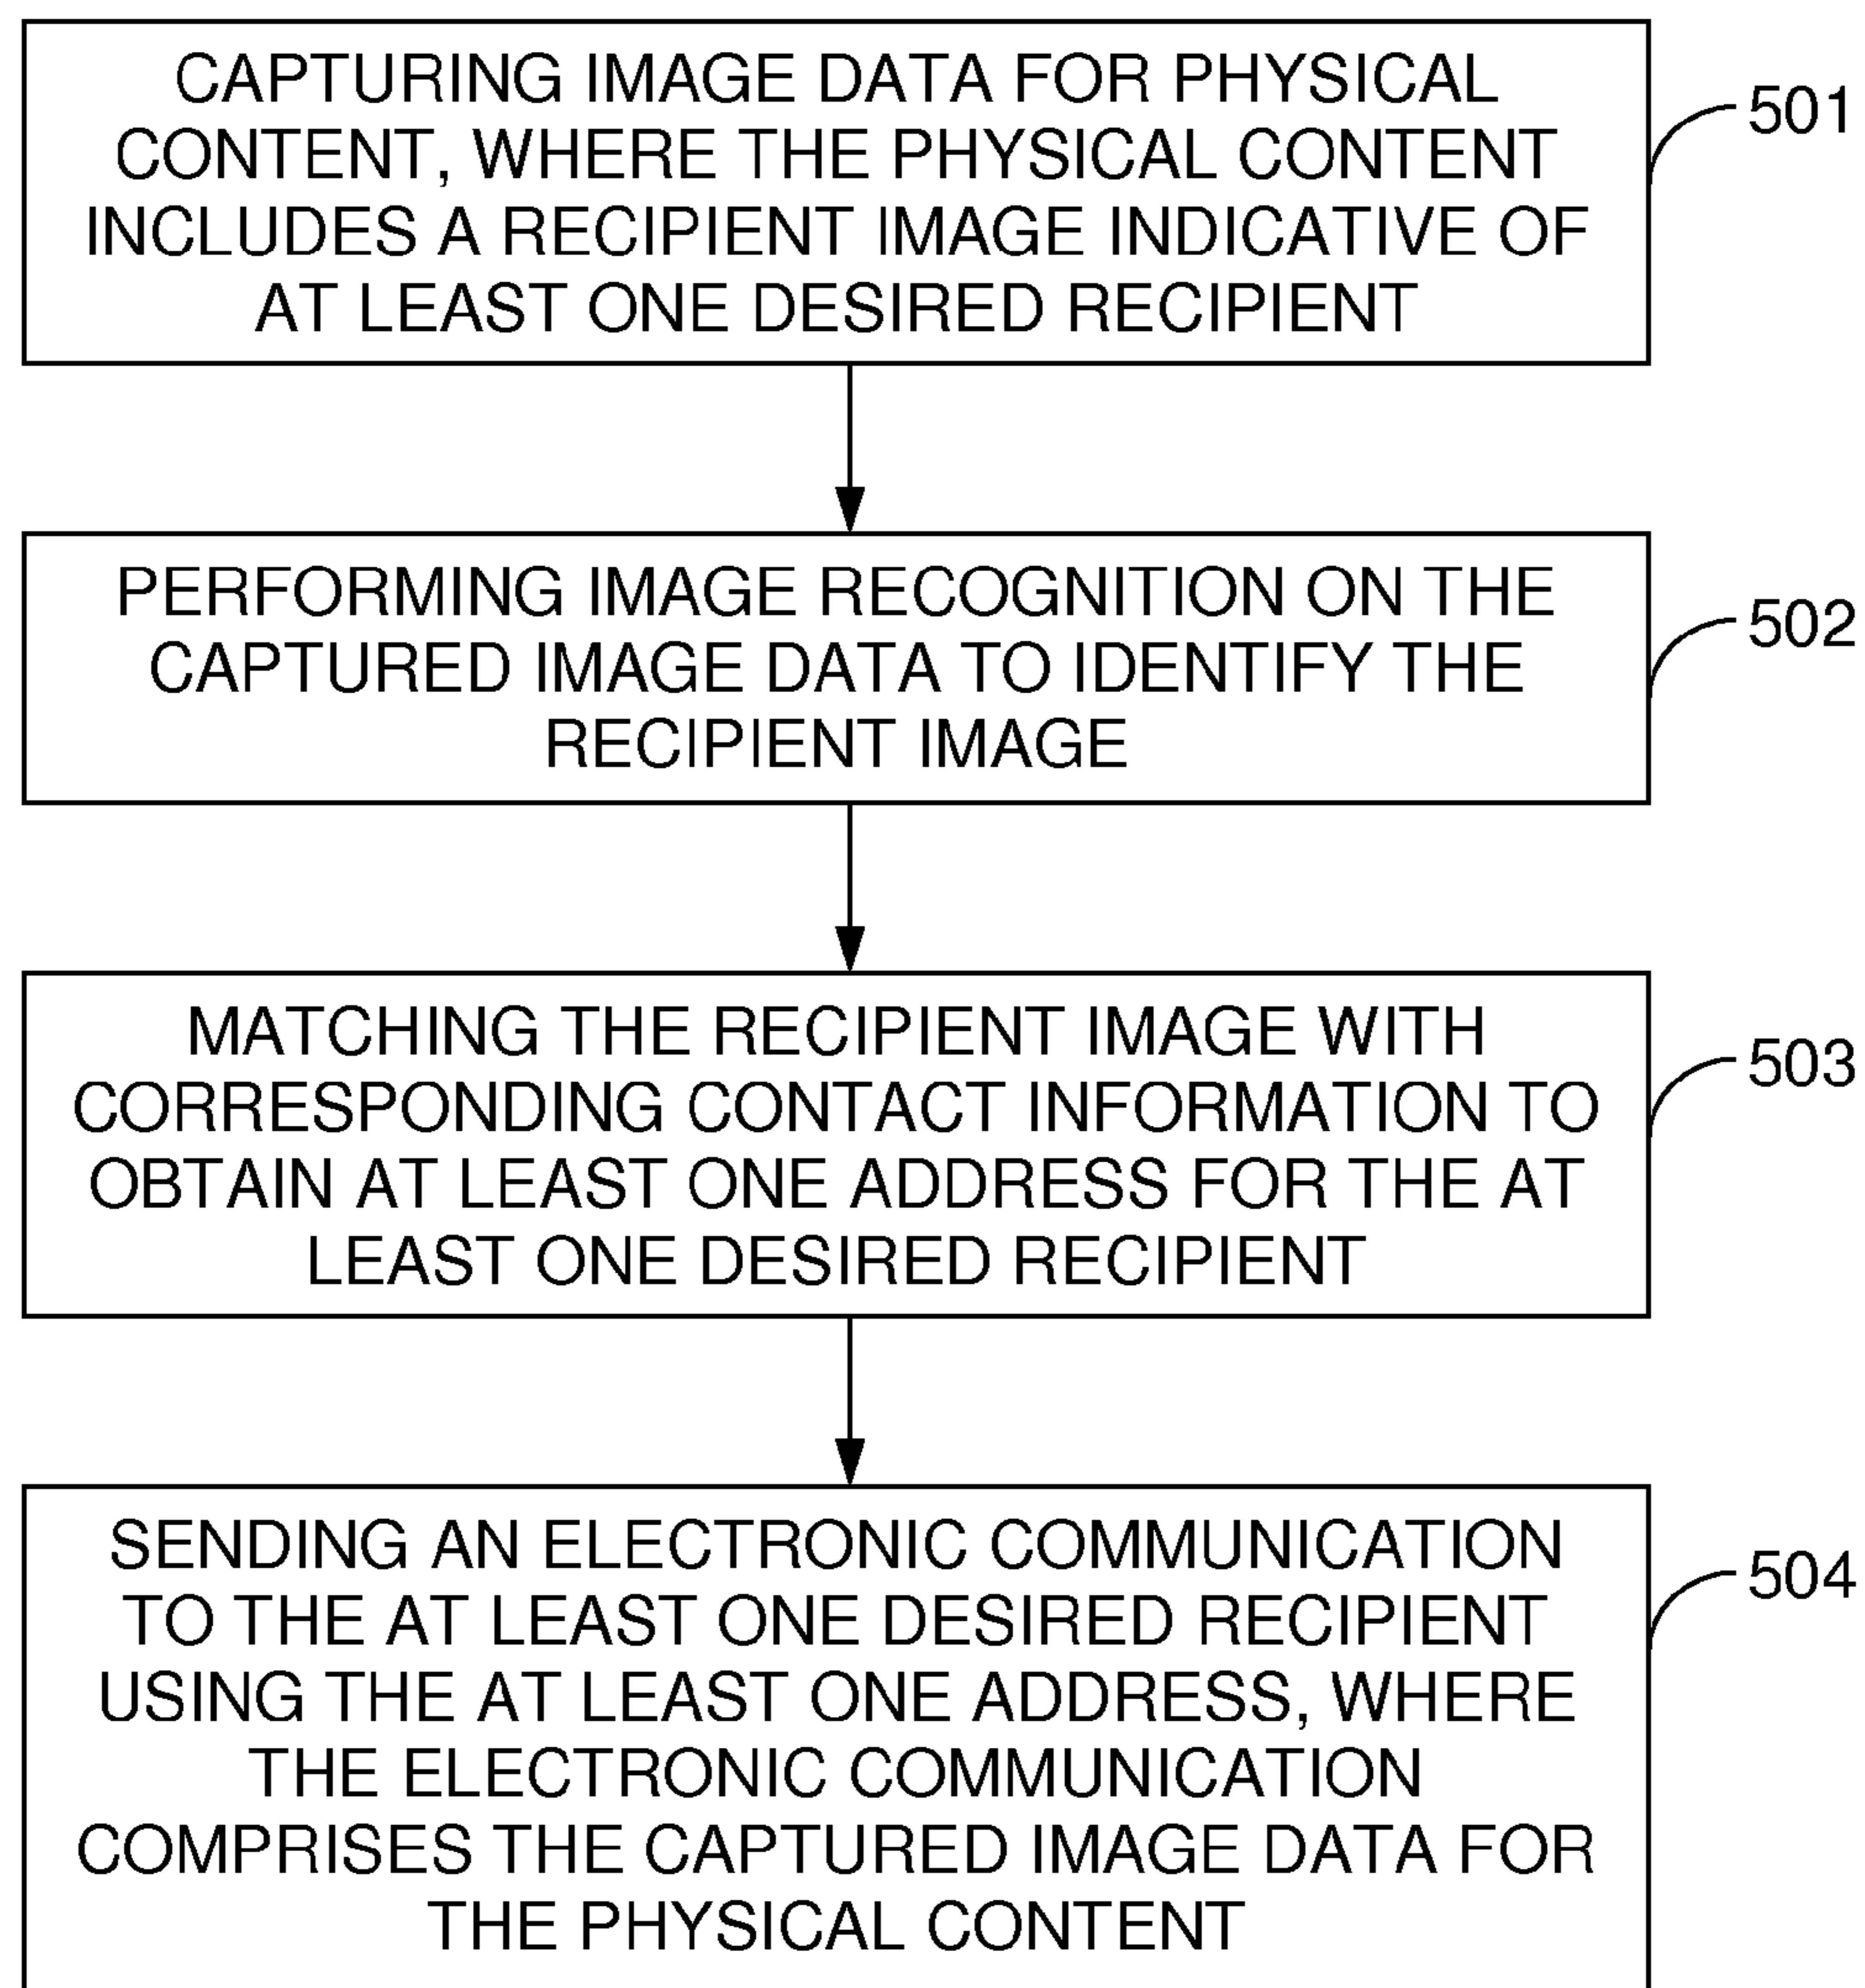 CAPTURING IMAGE DATA FOR PHYSICAL
CONTENT, WHERE THE PHYSICAL CONTENT
INCLUDES A RECIPIENT IMAGE INDICATIVE OF
AT LEAST ONE DESIRED RECIPIENT
501
PERFORMING IMAGE RECOGNITION ON THE
CAPTURED IMAGE DATA TO IDENTIFY THE
RECIPIENT IMAGE
502
MATCHING THE RECIPIENT IMAGE WITH
CORRESPONDING CONTACT INFORMATION TO
OBTAIN AT LEAST ONE ADDRESS FOR THE AT
LEAST ONE DESIRED RECIPIENT
503
SENDING AN ELECTRONIC COMMUNICATION
TO THE AT LEAST ONE DESIRED RECIPIENT
USING THE AT LEAST ONE ADDRESS, WHERE
THE ELECTRONIC COMMUNICATION
COMPRISES THE CAPTURED IMAGE DATA FOR
THE PHYSICAL CONTENT
504